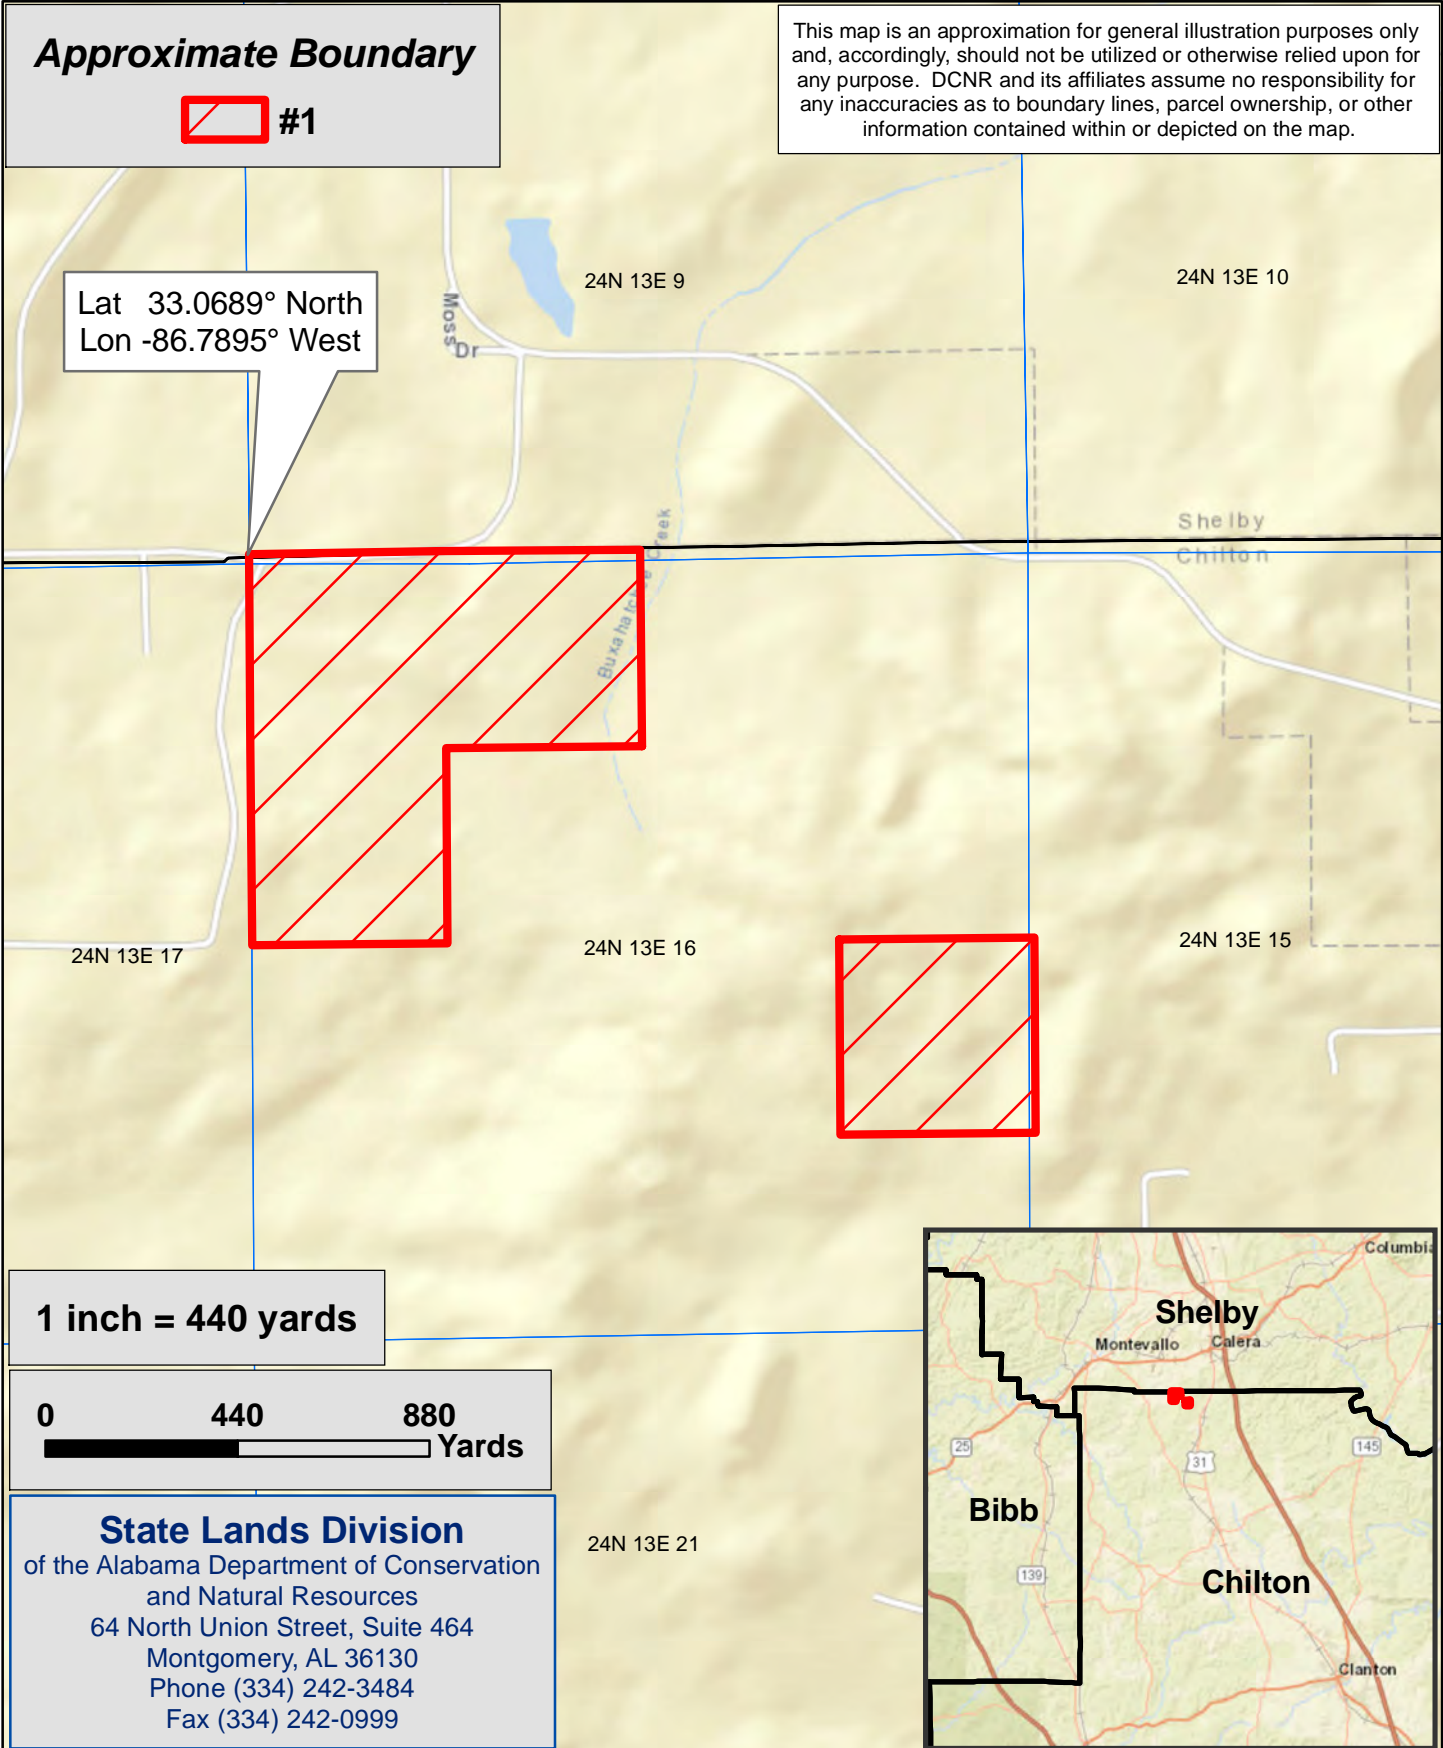 Approximate Boundary
#1
This map is an approximation for general illustration purposes only
and, accordingly, should not be utilized or otherwise relied upon for
any purpose. DCNR and its affiliates assume no responsibility for
any inaccuracies as to boundary lines, parcel ownership, or other
information contained within or depicted on the map.
24N 13E 9
24N 13E 10
Lat 33.0689° North
Lon -86.7895° West
Moss
Dr
Shelby
Chilton
Buxahatchee Creek
24N 13E 17
24N 13E 16
24N 13E 15
1 inch = 440 yards
0 440 880
Yards
State Lands Division
of the Alabama Department of Conservation
and Natural Resources
64 North Union Street, Suite 464
Montgomery, AL 36130
Phone (334) 242-3484
Fax (334) 242-0999
24N 13E 21
Columbia
Shelby
Montevallo Calera
25
31
145
Bibb
139
Chilton
Clanton